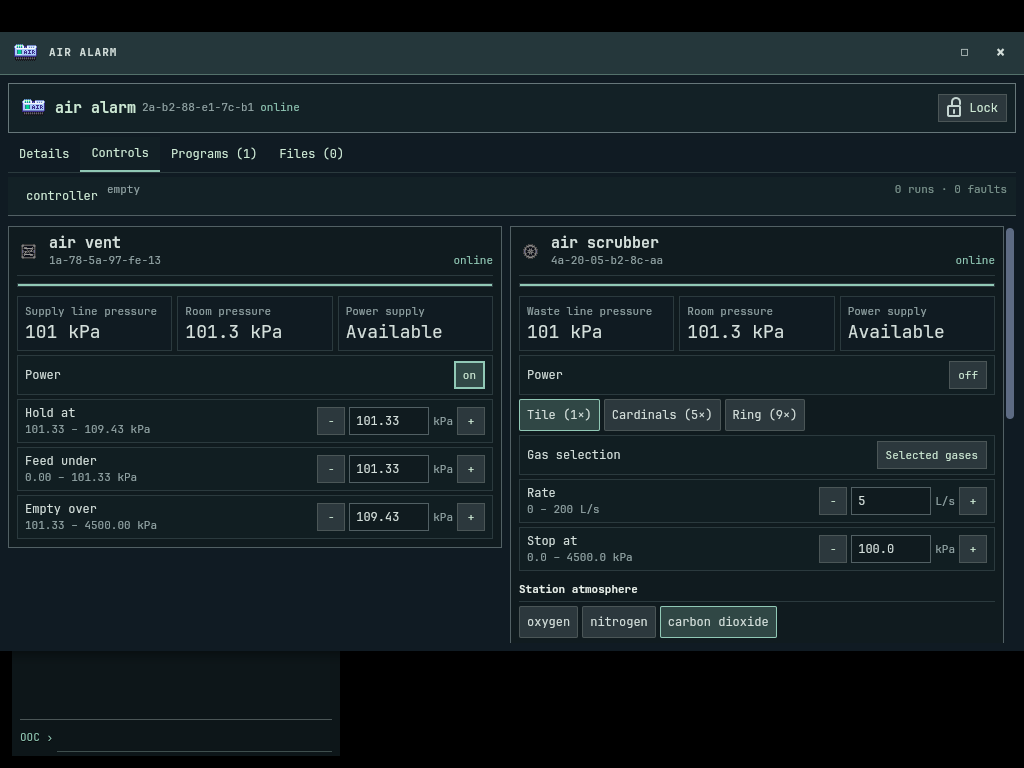 AIR AIR ALARM
AIR air alarm 2a-b2-88-e1-7c-b1 online Lock
Details Controls Programs (1) Files (0)
controller empty 0 runs · 0 faults
air vent
1a-78-5a-97-fe-13 online
Supply line pressure Room pressure Power supply
101 kPa 101.3 kPa Available
Power on
Hold at
101.33 – 109.43 kPa - 101.33 kPa +
Feed under
0.00 – 101.33 kPa - 101.33 kPa +
Empty over
101.33 – 4500.00 kPa - 109.43 kPa +
air scrubber
4a-20-05-b2-8c-aa online
Waste line pressure Room pressure Power supply
101 kPa 101.3 kPa Available
Power off
Tile (1×) Cardinals (5×) Ring (9×)
Gas selection Selected gases
Rate
0 – 200 L/s - 5 L/s +
Stop at
0.0 – 4500.0 kPa - 100.0 kPa +
Station atmosphere
oxygen nitrogen carbon dioxide
OOC ›